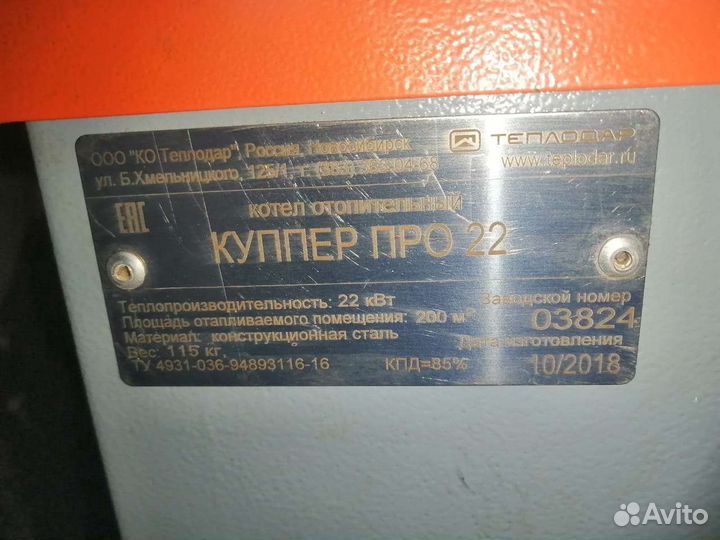 ООО "КО Теплодар" Россия, Новосибирск
ул. Б.Хмельницкого, 125/1 т.
ТЕПЛОДАР
www.teplodar.ru
ЕАС
котел отопительный
КУППЕР ПРО 22
Теплопроизводительность: 22 кВт
Площадь отапливаемого помещения: 200 м²
Материал: конструкционная сталь
Вес: 115 кг.
ТУ 4931-036-94893116-16
КПД=85%
Заводской номер
03824
Дата изготовления
10/2018
Avito